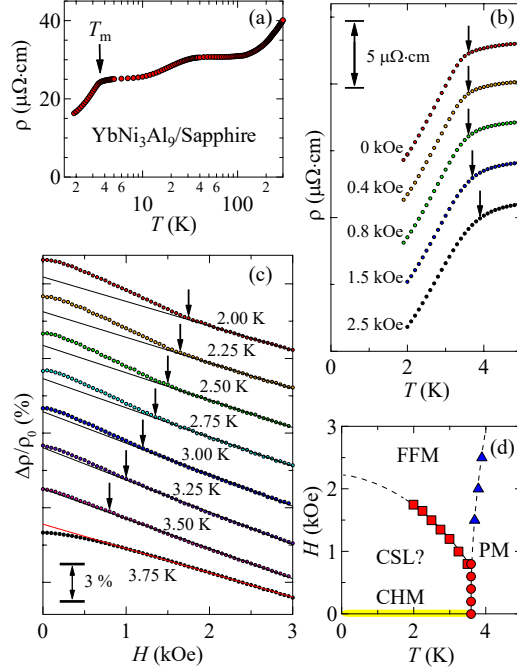 (a)
T_m
ρ (μΩ·cm)
40
30
20
10
0
YbNi₃Al₉/Sapphire
2 4 6 10 2 4 6 100 2
T (K)
(b)
5 μΩ·cm
ρ (μΩ·cm)
0 kOe
0.4 kOe
0.8 kOe
1.5 kOe
2.5 kOe
0 2 4
T (K)
(c)
Δρ/ρ₀ (%)
2.00 K
2.25 K
2.50 K
2.75 K
3.00 K
3.25 K
3.50 K
3.75 K
3 %
0 1 2 3
H (kOe)
(d)
H (kOe)
3
2
1
0
FFM
CSL?
PM
CHM
0 2 4
T (K)